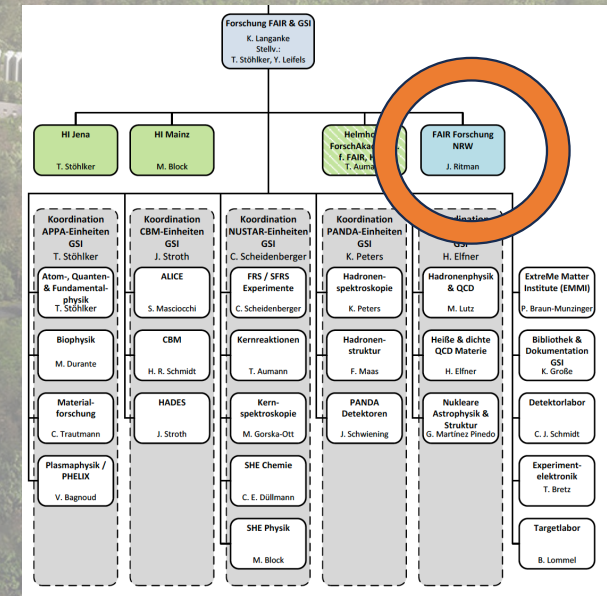 Forschung FAIR & GSI
K. Langanke
Stellv.:
T. Stöhlker, Y. Leifels
HI Jena
T. Stöhlker
HI Mainz
M. Block
ForschAka
f. FAIR, H
T. Auma
FAIR Forschung
NRW
J. Ritman
Koordination
APPA-Einheiten
GSI
T. Stöhlker
Atom-, Quanten-
& Fundamental-
physik
T. Stöhlker
Biophysik
M. Durante
Material-
forschung
C. Trautmann
Plasmaphysik /
PHELIX
V. Bagnoud
Koordination
CBM-Einheiten
GSI
J. Stroth
ALICE
S. Masciocchi
CBM
H. R. Schmidt
HADES
J. Stroth
Koordination
NUSTAR-Einheiten
GSI
C. Scheidenberger
FRS / SFRS
Experimente
C. Scheidenberger
Kernreaktionen
T. Aumann
Kern-
spektroskopie
M. Gorska-Ott
SHE Chemie
C. E. Düllmann
SHE Physik
M. Block
Koordination
PANDA-Einheiten
GSI
K. Peters
Hadronen-
spektroskopie
K. Peters
Hadronen-
struktur
F. Maas
PANDA
Detektoren
J. Schwiening
GSI
H. Elfner
Hadronenphysik
& QCD
M. Lutz
Heiße & dichte
QCD Materie
H. Elfner
Nukleare
Astrophysik &
Struktur
G. Martínez Pinedo
ExtreMe Matter
Institute (EMMI)
P. Braun-Munzinger
Bibliothek &
Dokumentation
GSI
K. Große
Detektorlabor
C. J. Schmidt
Experiment-
elektronik
T. Bretz
Targetlabor
B. Lommel